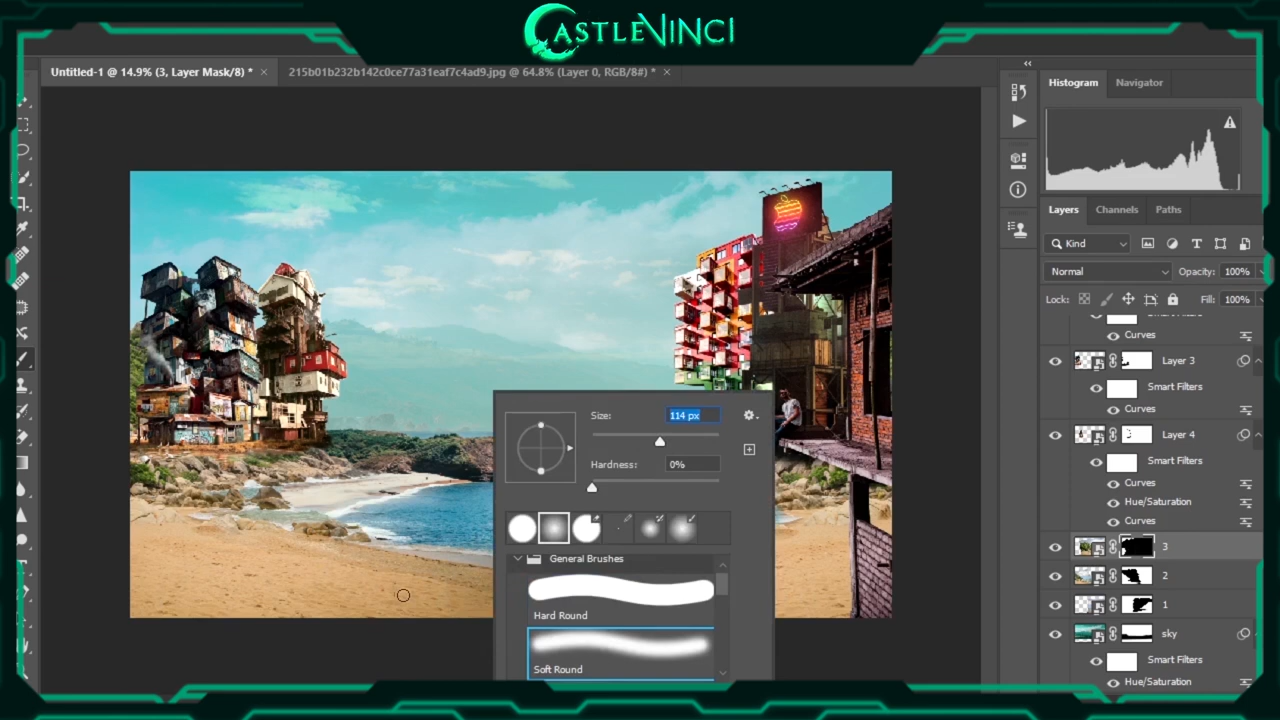 CASTLEVINCI
Untitled-1 @ 14.9% (3, Layer Mask/8) *
215b01b232b142c0ce77a31eaf7c4ad9.jpg @ 64.8% (Layer 0, RGB/8#) *
Histogram
Navigator
Layers
Channels
Paths
Kind
Normal
Opacity: 100%
Lock:
Fill: 100%
Curves
Layer 3
Smart Filters
Curves
Layer 4
Smart Filters
Curves
Hue/Saturation
Curves
3
2
1
sky
Smart Filters
Hue/Saturation
Size:
114 px
Hardness:
0%
General Brushes
Hard Round
Soft Round